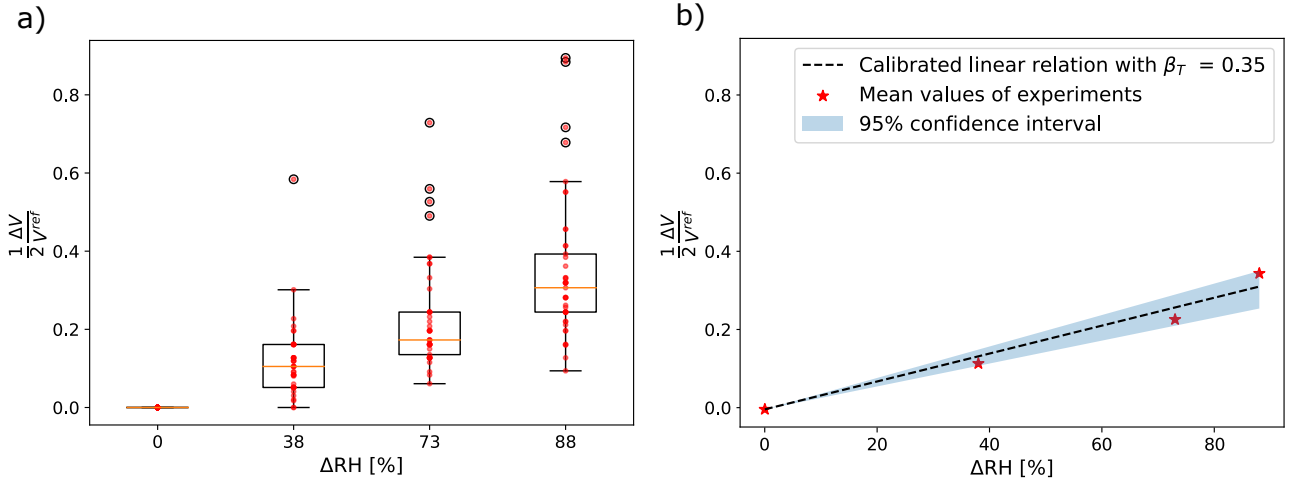 a)
0.8
0.6
0.4
0.2
0.0
1 ΔV
2 V^ref
0 38 73 88
ΔRH [%]
b)
Calibrated linear relation with β_T = 0.35
Mean values of experiments
95% confidence interval
0.8
0.6
0.4
0.2
0.0
1 ΔV
2 V^ref
0 20 40 60 80
ΔRH [%]